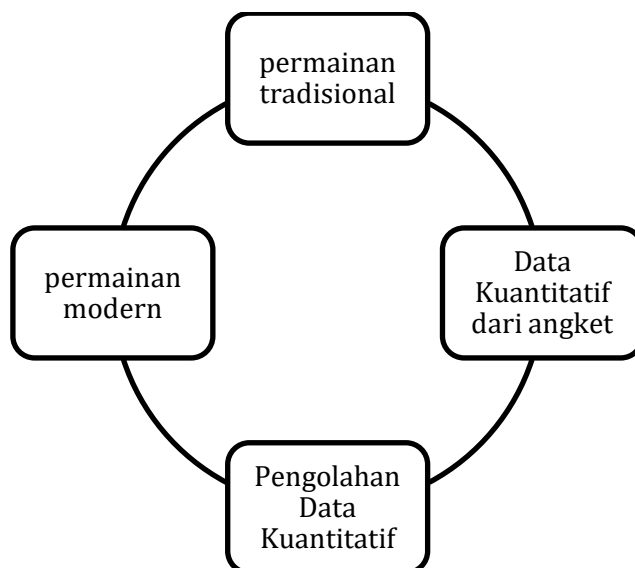 permainan
tradisional
Data
Kuantitatif
dari angket
Pengolahan
Data
Kuantitatif
permainan
modern